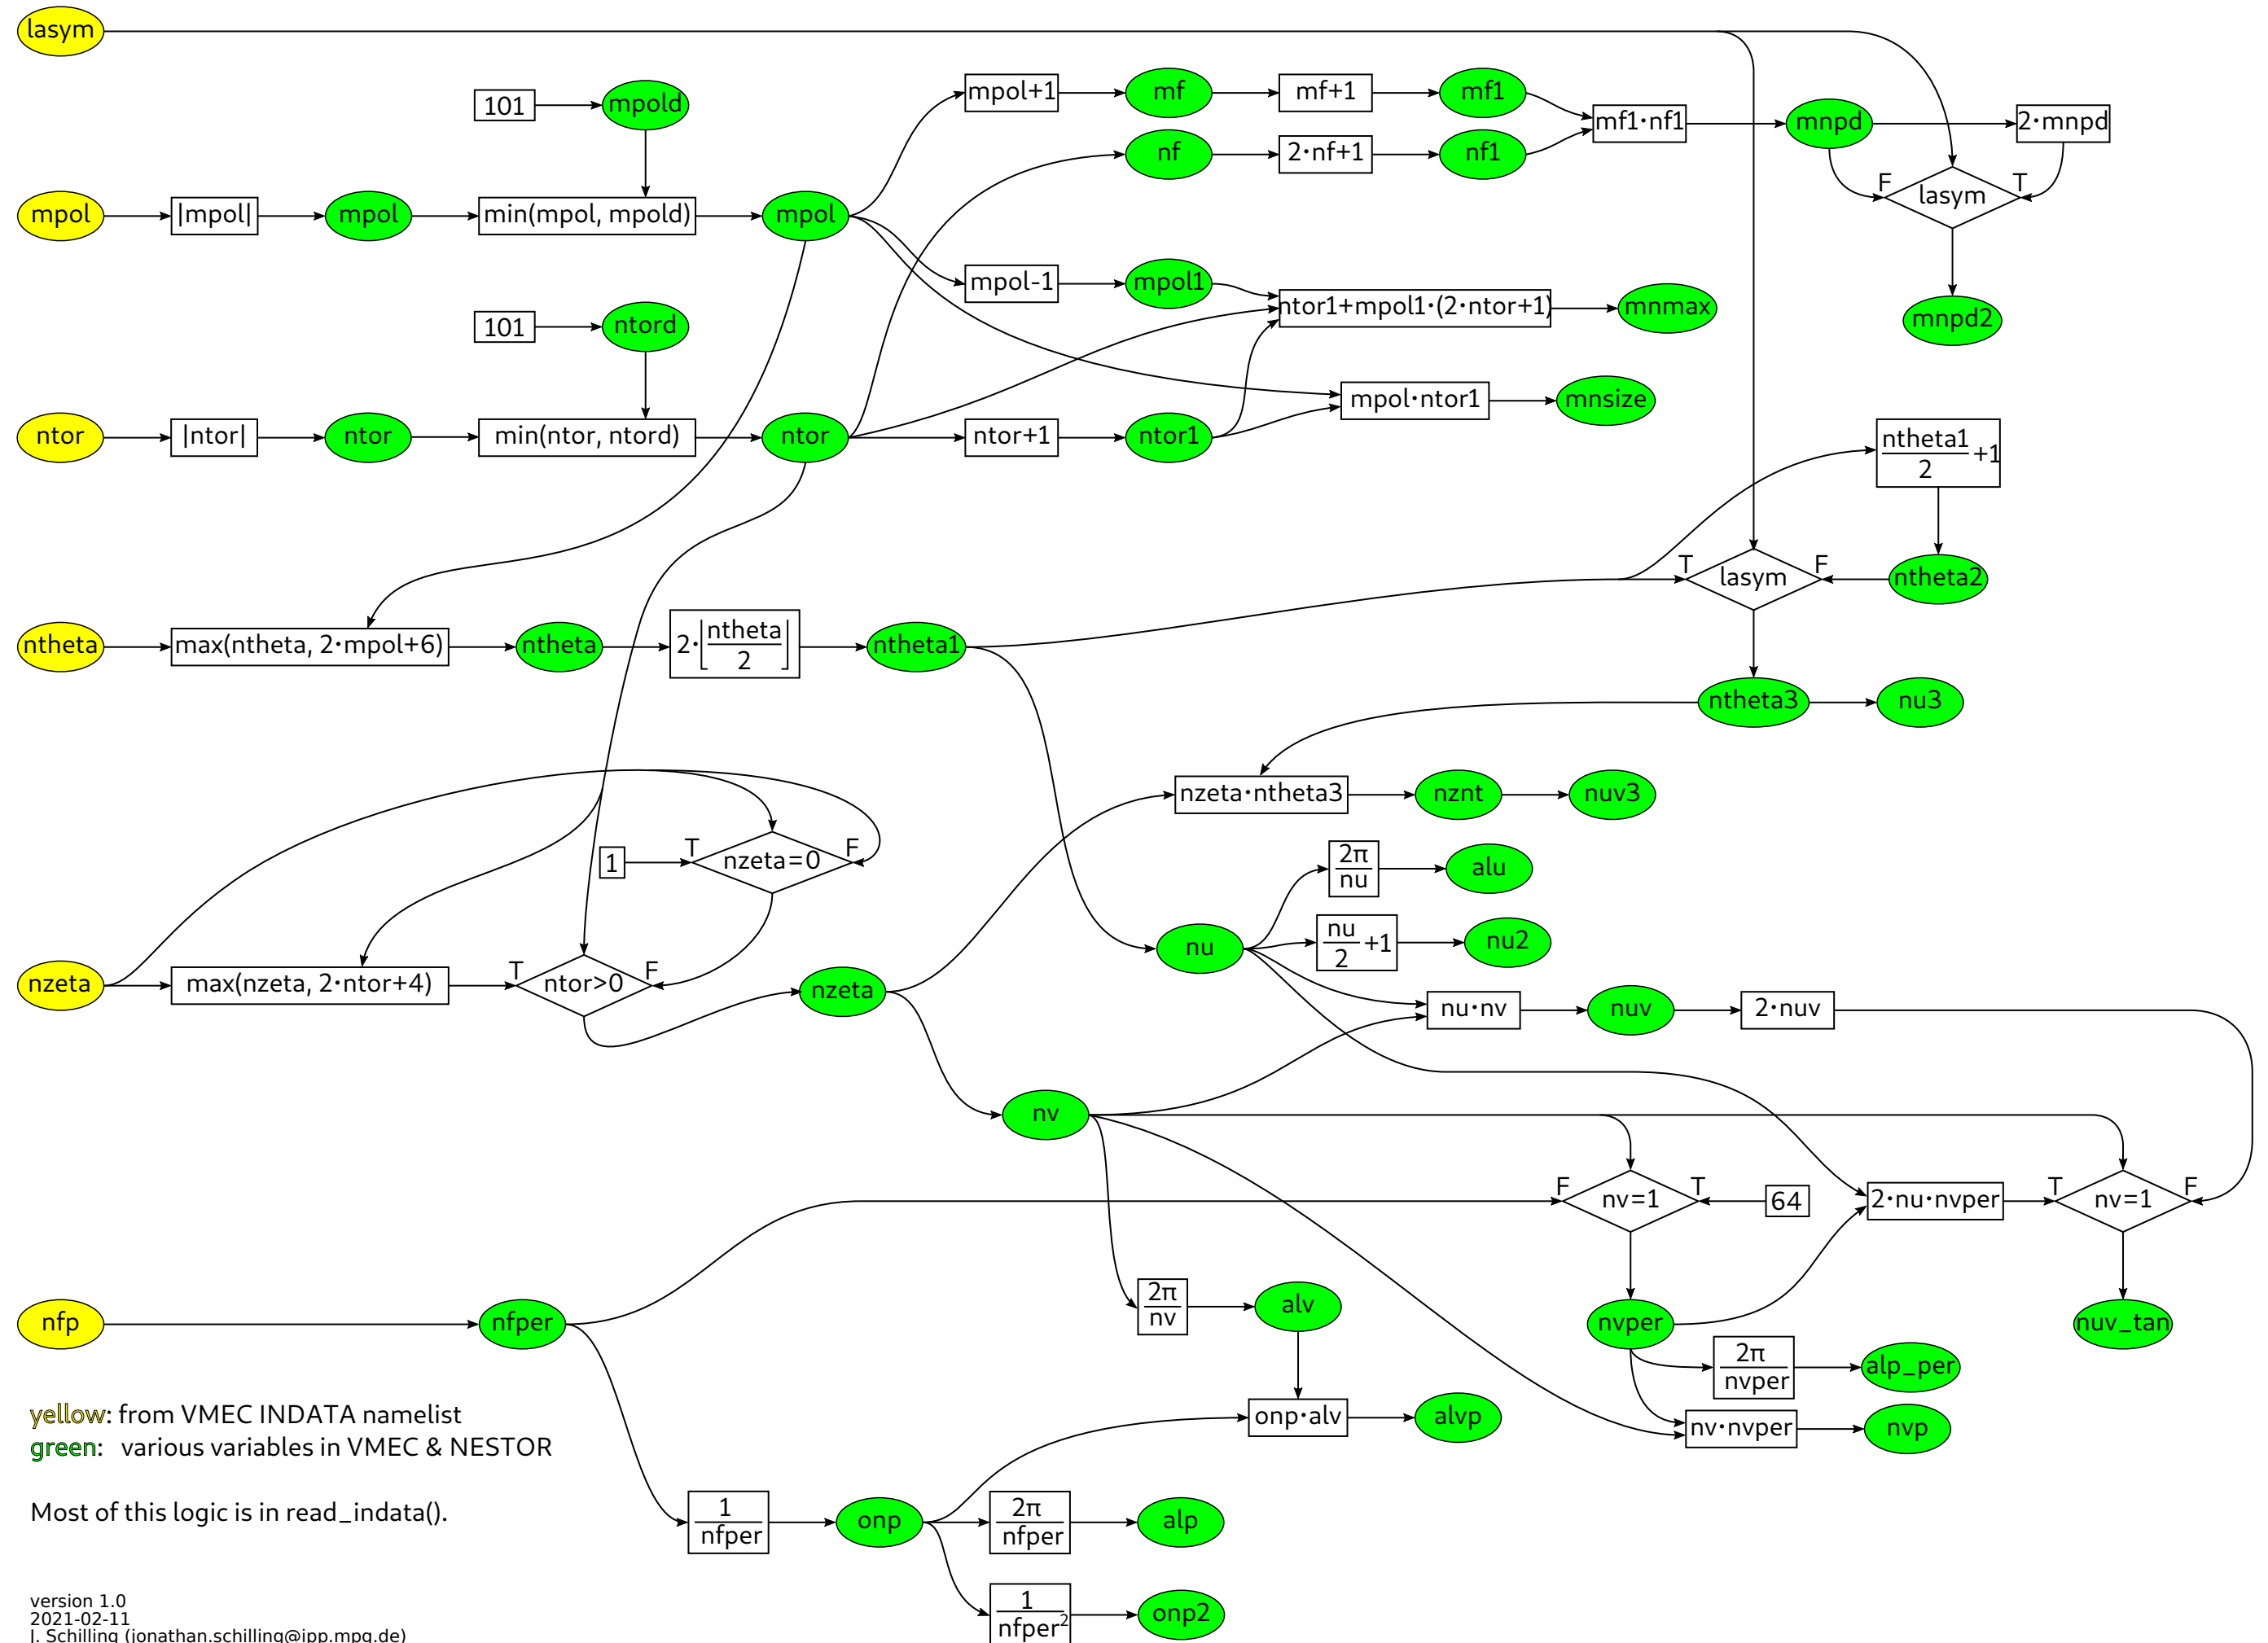 lasym
101
mpold
mpol+1
mf
mf+1
mf1
mf1·nf1
mnpd
2·mnpd
nf
2·nf+1
nf1
F
lasym
T
mpol
|mpol|
mpol
min(mpol, mpold)
mpol
mpol-1
mpol1
ntor1+mpol1·(2·ntor+1)
mnmax
mnpd2
101
ntord
mpol·ntor1
mnsize
ntor
|ntor|
ntor
min(ntor, ntord)
ntor
ntor+1
ntor1
ntheta1
2
+1
T
lasym
F
ntheta2
ntheta
max(ntheta, 2·mpol+6)
ntheta
2·⌊ntheta
2⌋
ntheta1
ntheta3
nu3
nzeta·ntheta3
nznt
nuv3
1
T
nzeta=0
F
2π
nu
alu
nu
nu
2
+1
nu2
nzeta
max(nzeta, 2·ntor+4)
T
ntor>0
F
nzeta
nu·nv
nuv
2·nuv
nv
F
nv=1
T
64
2·nu·nvper
T
nv=1
F
nfp
nfper
2π
nv
alv
nvper
nuv_tan
2π
nvper
alp_per
onp·alv
alvp
nv·nvper
nvp
yellow: from VMEC INDATA namelist
green: various variables in VMEC & NESTOR
Most of this logic is in read_indata().
1
nfper
onp
2π
nfper
alp
1
nfper²
onp2
version 1.0
2021-02-11
J. Schilling (jonathan.schilling@ipp.mpg.de)